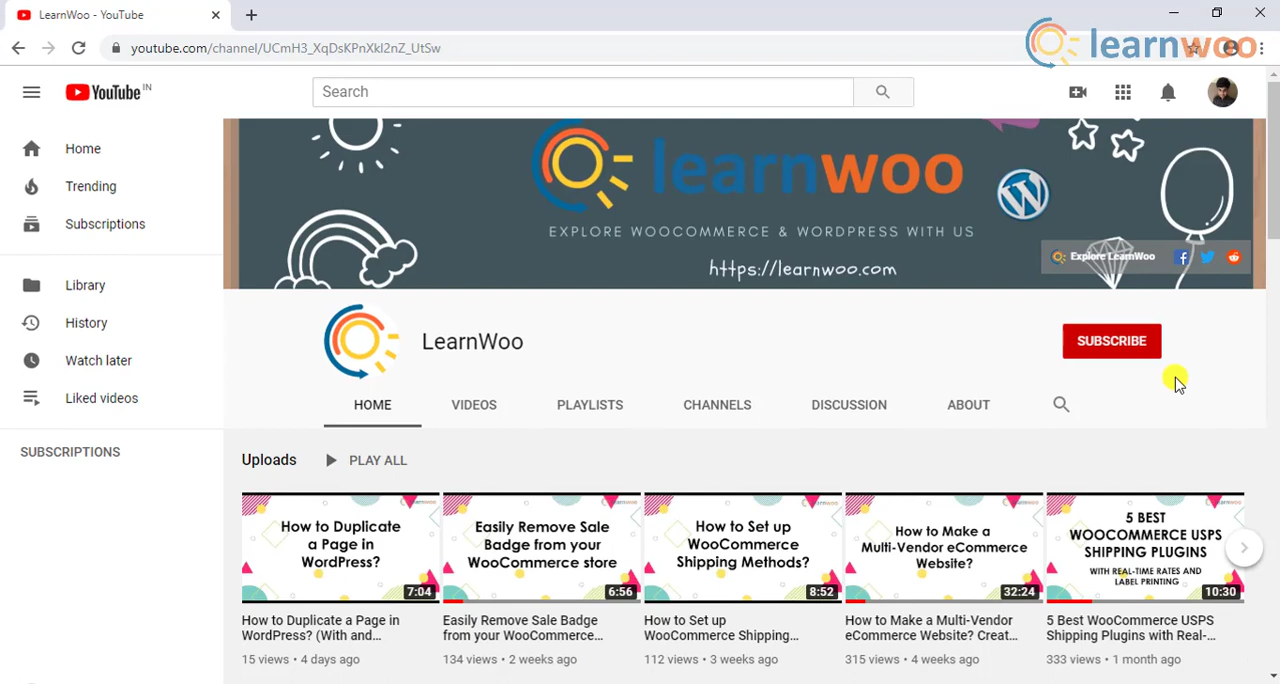 LearnWoo - YouTube
youtube.com/channel/UCmH3_XqDsKPnXkl2nZ_UtSw
learnwoo
YouTube IN
Search
Home
Trending
Subscriptions
Library
History
Watch later
Liked videos
SUBSCRIPTIONS
learnwoo
EXPLORE WOOCOMMERCE & WORDPRESS WITH US
https://learnwoo.com
Explore LearnWoo
LearnWoo
SUBSCRIBE
HOME VIDEOS PLAYLISTS CHANNELS DISCUSSION ABOUT
Uploads PLAY ALL
How to Duplicate
a Page in
WordPress?
7:04
How to Duplicate a Page in
WordPress? (With and...
15 views • 4 days ago
Easily Remove Sale
Badge from your
WooCommerce store
6:56
Easily Remove Sale Badge
from your WooCommerce...
134 views • 2 weeks ago
How to Set up
WooCommerce
Shipping Methods?
8:52
How to Set up
WooCommerce Shipping...
112 views • 3 weeks ago
How to Make a
Multi-Vendor eCommerce
Website?
32:24
How to Make a Multi-Vendor
eCommerce Website? Creat...
315 views • 4 weeks ago
5 BEST
WOOCOMMERCE USPS
SHIPPING PLUGINS
WITH REAL-TIME RATES AND
LABEL PRINTING
10:30
5 Best WooCommerce USPS
Shipping Plugins with Real-...
333 views • 1 month ago